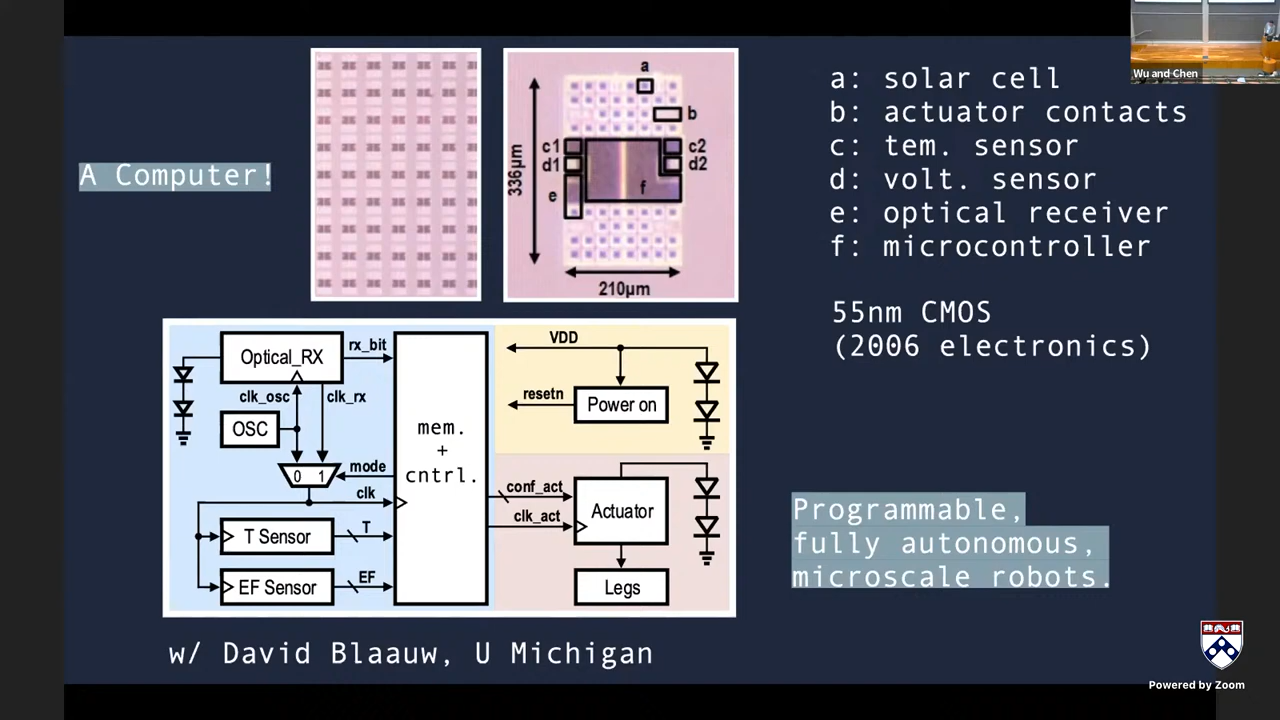 Wu and Chen
A Computer!
a
b
c1
c2
d1
d2
e
f
336µm
210µm
a: solar cell
b: actuator contacts
c: tem. sensor
d: volt. sensor
e: optical receiver
f: microcontroller
55nm CMOS
(2006 electronics)
Optical_RX
rx_bit
clk_osc
clk_rx
OSC
0 1
mode
clk
T Sensor
T
EF Sensor
EF
mem.
+
cntrl.
VDD
resetn
Power on
conf_act
clk_act
Actuator
Legs
Programmable,
fully autonomous,
microscale robots.
w/ David Blaauw, U Michigan
Powered by Zoom